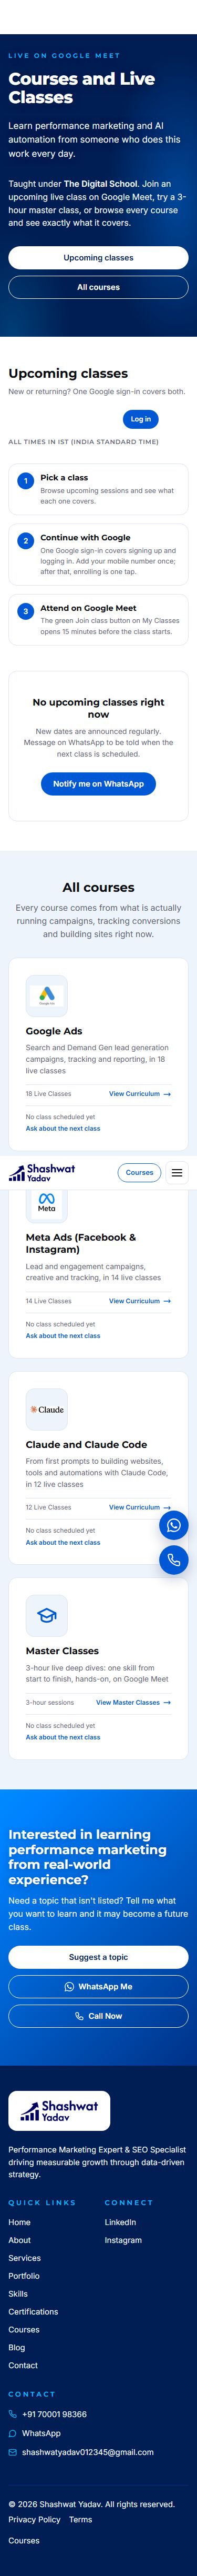 LIVE ON GOOGLE MEET
Courses and Live
Classes
Learn performance marketing and AI
automation from someone who does this
work every day.
Taught under The Digital School. Join an
upcoming live class on Google Meet, try a 3-
hour master class, or browse every course
and see exactly what it covers.
Upcoming classes
All courses
Upcoming classes
New or returning? One Google sign-in covers both.
Log in
ALL TIMES IN IST (INDIA STANDARD TIME)
1
Pick a class
Browse upcoming sessions and see what
each one covers.
2
Continue with Google
One Google sign-in covers signing up and
logging in. Add your mobile number once;
after that, enrolling is one tap.
3
Attend on Google Meet
The green Join class button on My Classes
opens 15 minutes before the class starts.
No upcoming classes right
now
New dates are announced regularly.
Message on WhatsApp to be told when the
next class is scheduled.
Notify me on WhatsApp
All courses
Every course comes from what is actually
running campaigns, tracking conversions
and building sites right now.
Google Ads
Google Ads
Search and Demand Gen lead generation
campaigns, tracking and reporting, in 18
live classes
18 Live Classes
View Curriculum →
No class scheduled yet
Ask about the next class
Shashwat
Yadav
Courses
Meta
Meta Ads (Facebook &
Instagram)
Lead and engagement campaigns,
creative and tracking, in 14 live classes
14 Live Classes
View Curriculum →
No class scheduled yet
Ask about the next class
Claude
Claude and Claude Code
From first prompts to building websites,
tools and automations with Claude Code,
in 12 live classes
12 Live Classes
View Curriculum →
No class scheduled yet
Ask about the next class
Master Classes
3-hour live deep dives: one skill from
start to finish, hands-on, on Google Meet
3-hour sessions
View Master Classes →
No class scheduled yet
Ask about the next class
Interested in learning
performance marketing
from real-world
experience?
Need a topic that isn't listed? Tell me what
you want to learn and it may become a future
class.
Suggest a topic
WhatsApp Me
Call Now
Shashwat
Yadav
Performance Marketing Expert & SEO Specialist
driving measurable growth through data-driven
strategy.
QUICK LINKS
Home
About
Services
Portfolio
Skills
Certifications
Courses
Blog
Contact
CONNECT
LinkedIn
Instagram
CONTACT
+91 70001 98366
WhatsApp
shashwatyadav012345@gmail.com
© 2026 Shashwat Yadav. All rights reserved.
Privacy Policy Terms
Courses